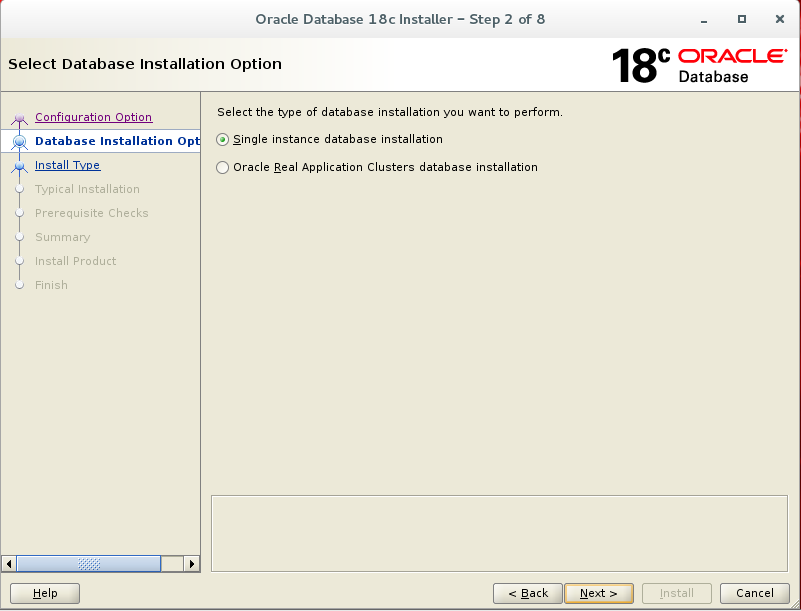 Oracle Database 18c Installer – Step 2 of 8
Select Database Installation Option
18c ORACLE
Database
Configuration Option
Database Installation Opt
Install Type
Typical Installation
Prerequisite Checks
Summary
Install Product
Finish
Select the type of database installation you want to perform.
Single instance database installation
Oracle Real Application Clusters database installation
Help
< Back
Next >
Install
Cancel